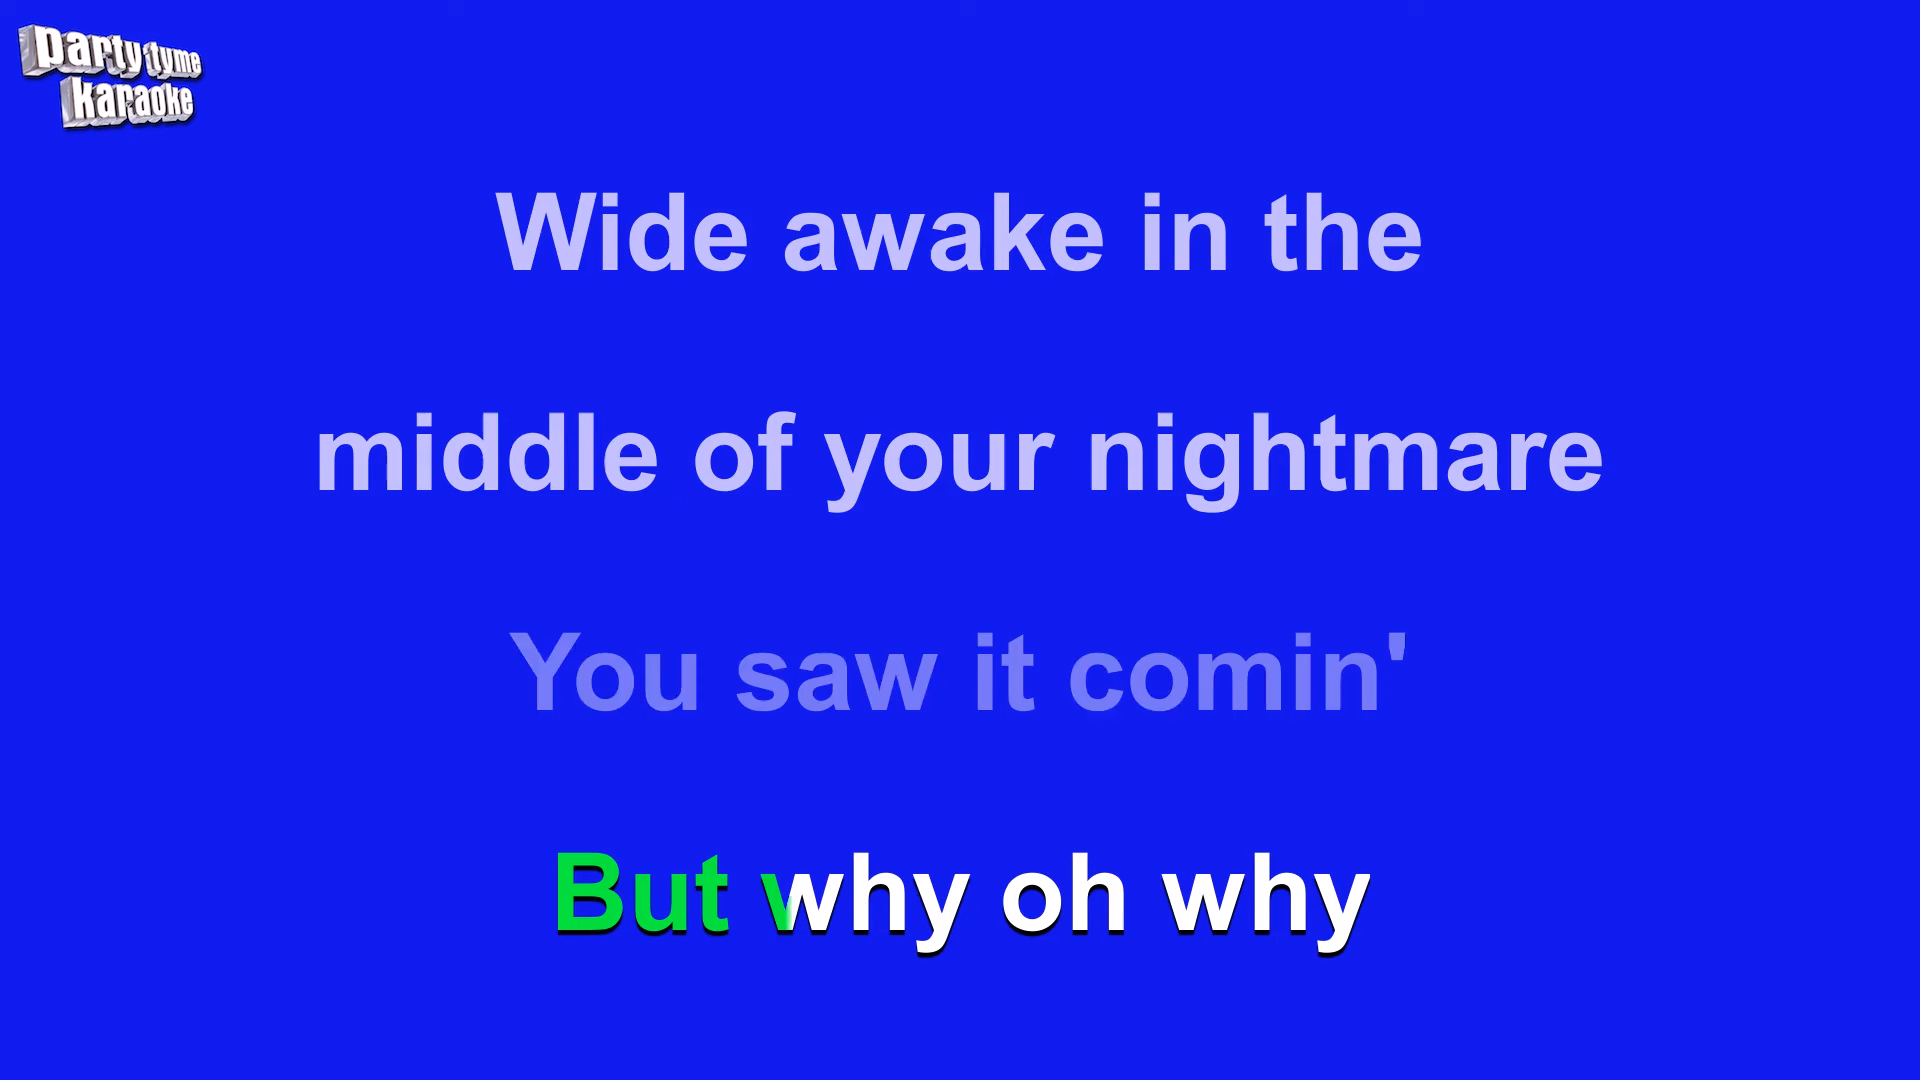 party tyme
karaoke
Wide awake in the
middle of your nightmare
You saw it comin'
But why oh why